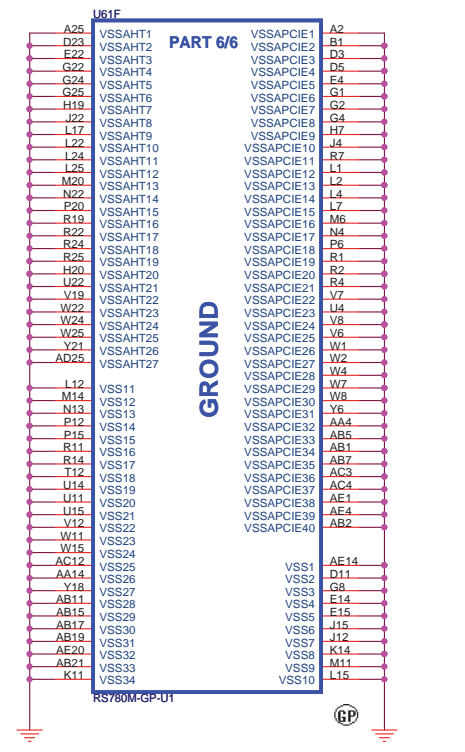 U61F
PART 6/6
A25 VSSAHT1 VSSAPCIE1 A2
D23 VSSAHT2 VSSAPCIE2 B1
E22 VSSAHT3 VSSAPCIE3 D3
G22 VSSAHT4 VSSAPCIE4 D5
G24 VSSAHT5 VSSAPCIE5 E4
G25 VSSAHT6 VSSAPCIE6 G1
H19 VSSAHT7 VSSAPCIE7 G2
J22 VSSAHT8 VSSAPCIE8 G4
L17 VSSAHT9 VSSAPCIE9 H7
L22 VSSAHT10 VSSAPCIE10 J4
L24 VSSAHT11 VSSAPCIE11 R7
L25 VSSAHT12 VSSAPCIE12 L1
M20 VSSAHT13 VSSAPCIE13 L2
N22 VSSAHT14 VSSAPCIE14 L4
P20 VSSAHT15 VSSAPCIE15 L7
R19 VSSAHT16 VSSAPCIE16 M6
R22 VSSAHT17 VSSAPCIE17 N4
R24 VSSAHT18 VSSAPCIE18 P6
R25 VSSAHT19 VSSAPCIE19 R1
H20 VSSAHT20 VSSAPCIE20 R2
U22 VSSAHT21 VSSAPCIE21 R4
V19 VSSAHT22 VSSAPCIE22 V7
W22 VSSAHT23 VSSAPCIE23 U4
W24 VSSAHT24 VSSAPCIE24 V8
W25 VSSAHT25 VSSAPCIE25 V6
Y21 VSSAHT26 VSSAPCIE26 W1
AD25 VSSAHT27 VSSAPCIE27 W2
VSSAPCIE28 W4
L12 VSS11 VSSAPCIE29 W7
M14 VSS12 VSSAPCIE30 W8
N13 VSS13 VSSAPCIE31 Y6
P12 VSS14 VSSAPCIE32 AA4
P15 VSS15 VSSAPCIE33 AB5
R11 VSS16 VSSAPCIE34 AB1
R14 VSS17 VSSAPCIE35 AB7
T12 VSS18 VSSAPCIE36 AC3
U14 VSS19 VSSAPCIE37 AC4
U11 VSS20 VSSAPCIE38 AE1
U15 VSS21 VSSAPCIE39 AE4
V12 VSS22 VSSAPCIE40 AB2
W11 VSS23
W15 VSS24
AC12 VSS25 VSS1 AE14
AA14 VSS26 VSS2 D11
Y18 VSS27 VSS3 G8
AB11 VSS28 VSS4 E14
AB15 VSS29 VSS5 E15
AB17 VSS30 VSS6 J15
AB19 VSS31 VSS7 J12
AE20 VSS32 VSS8 K14
AB21 VSS33 VSS9 M11
K11 VSS34 VSS10 L15
GROUND
RS780M-GP-U1
GP